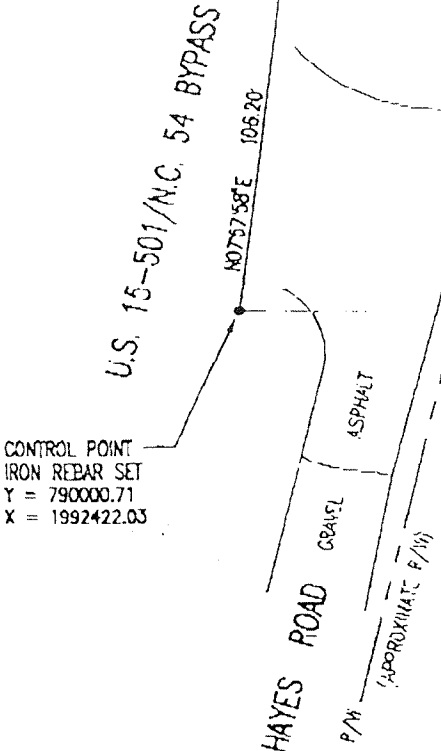 U.S. 15-501/N.C. 54 BYPASS
N07°57'58"E 106.20'
CONTROL POINT
IRON REBAR SET
Y = 790000.71
X = 1992422.03
ASPHALT
GRAVEL
HAYES ROAD
R/W
(APPROXIMATE R/W)